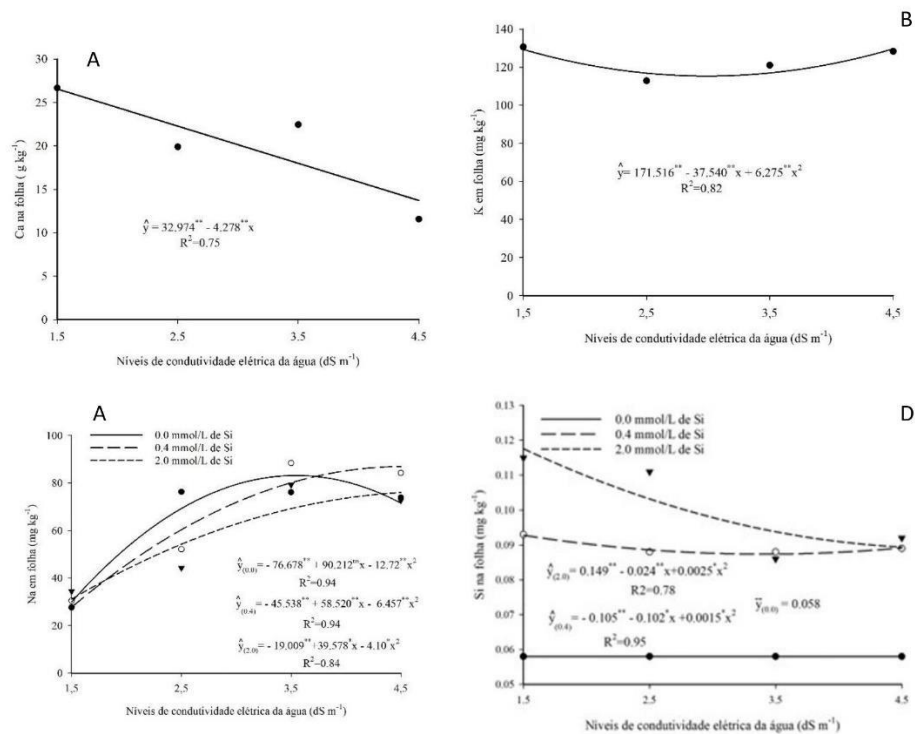 A
Ca na folha ( g kg⁻¹)
30
25
20
15
10
5
0
ŷ = 32.974** - 4.278**x
R²=0.75
1,5 2,5 3,5 4,5
Níveis de condutividade elétrica da água (dS m⁻¹)
B
K em folha (mg kg⁻¹)
140
120
100
80
60
40
20
0
ŷ= 171.516** - 37.540**x + 6.275**x²
R²=0.82
1,5 2,5 3,5 4,5
Níveis de condutividade elétrica da água (dS m⁻¹)
A
0.0 mmol/L de Si
0.4 mmol/L de Si
2.0 mmol/L de Si
Na em folha (mg kg⁻¹)
100
80
60
40
20
0
ŷ(0.0)= - 76.678** + 90.212ⁿˢx - 12.72**x²
R²=0.94
ŷ(0.4)= - 45.538** + 58.520**x - 6.457**x²
R²=0.94
ŷ(2.0)= - 19.009**+39.578*x - 4.10*x²
R²=0.84
1,5 2,5 3,5 4,5
Níveis de condutividade elétrica da água (dS m⁻¹)
D
0.0 mmol/L de Si
0.4 mmol/L de Si
2.0 mmol/L de Si
Si na folha (mg kg⁻¹)
0.13
0.12
0.11
0.10
0.09
0.08
0.07
0.06
0.05
ŷ(2.0)= 0.149** - 0.024**x+0.0025*x²
R2=0.78
y̅(0.0) = 0.058
ŷ(0.4)= - 0.105** - 0.102*x +0.0015*x²
R²=0.95
1,5 2,5 3,5 4,5
Níveis de condutividade elétrica da água (dS m⁻¹)